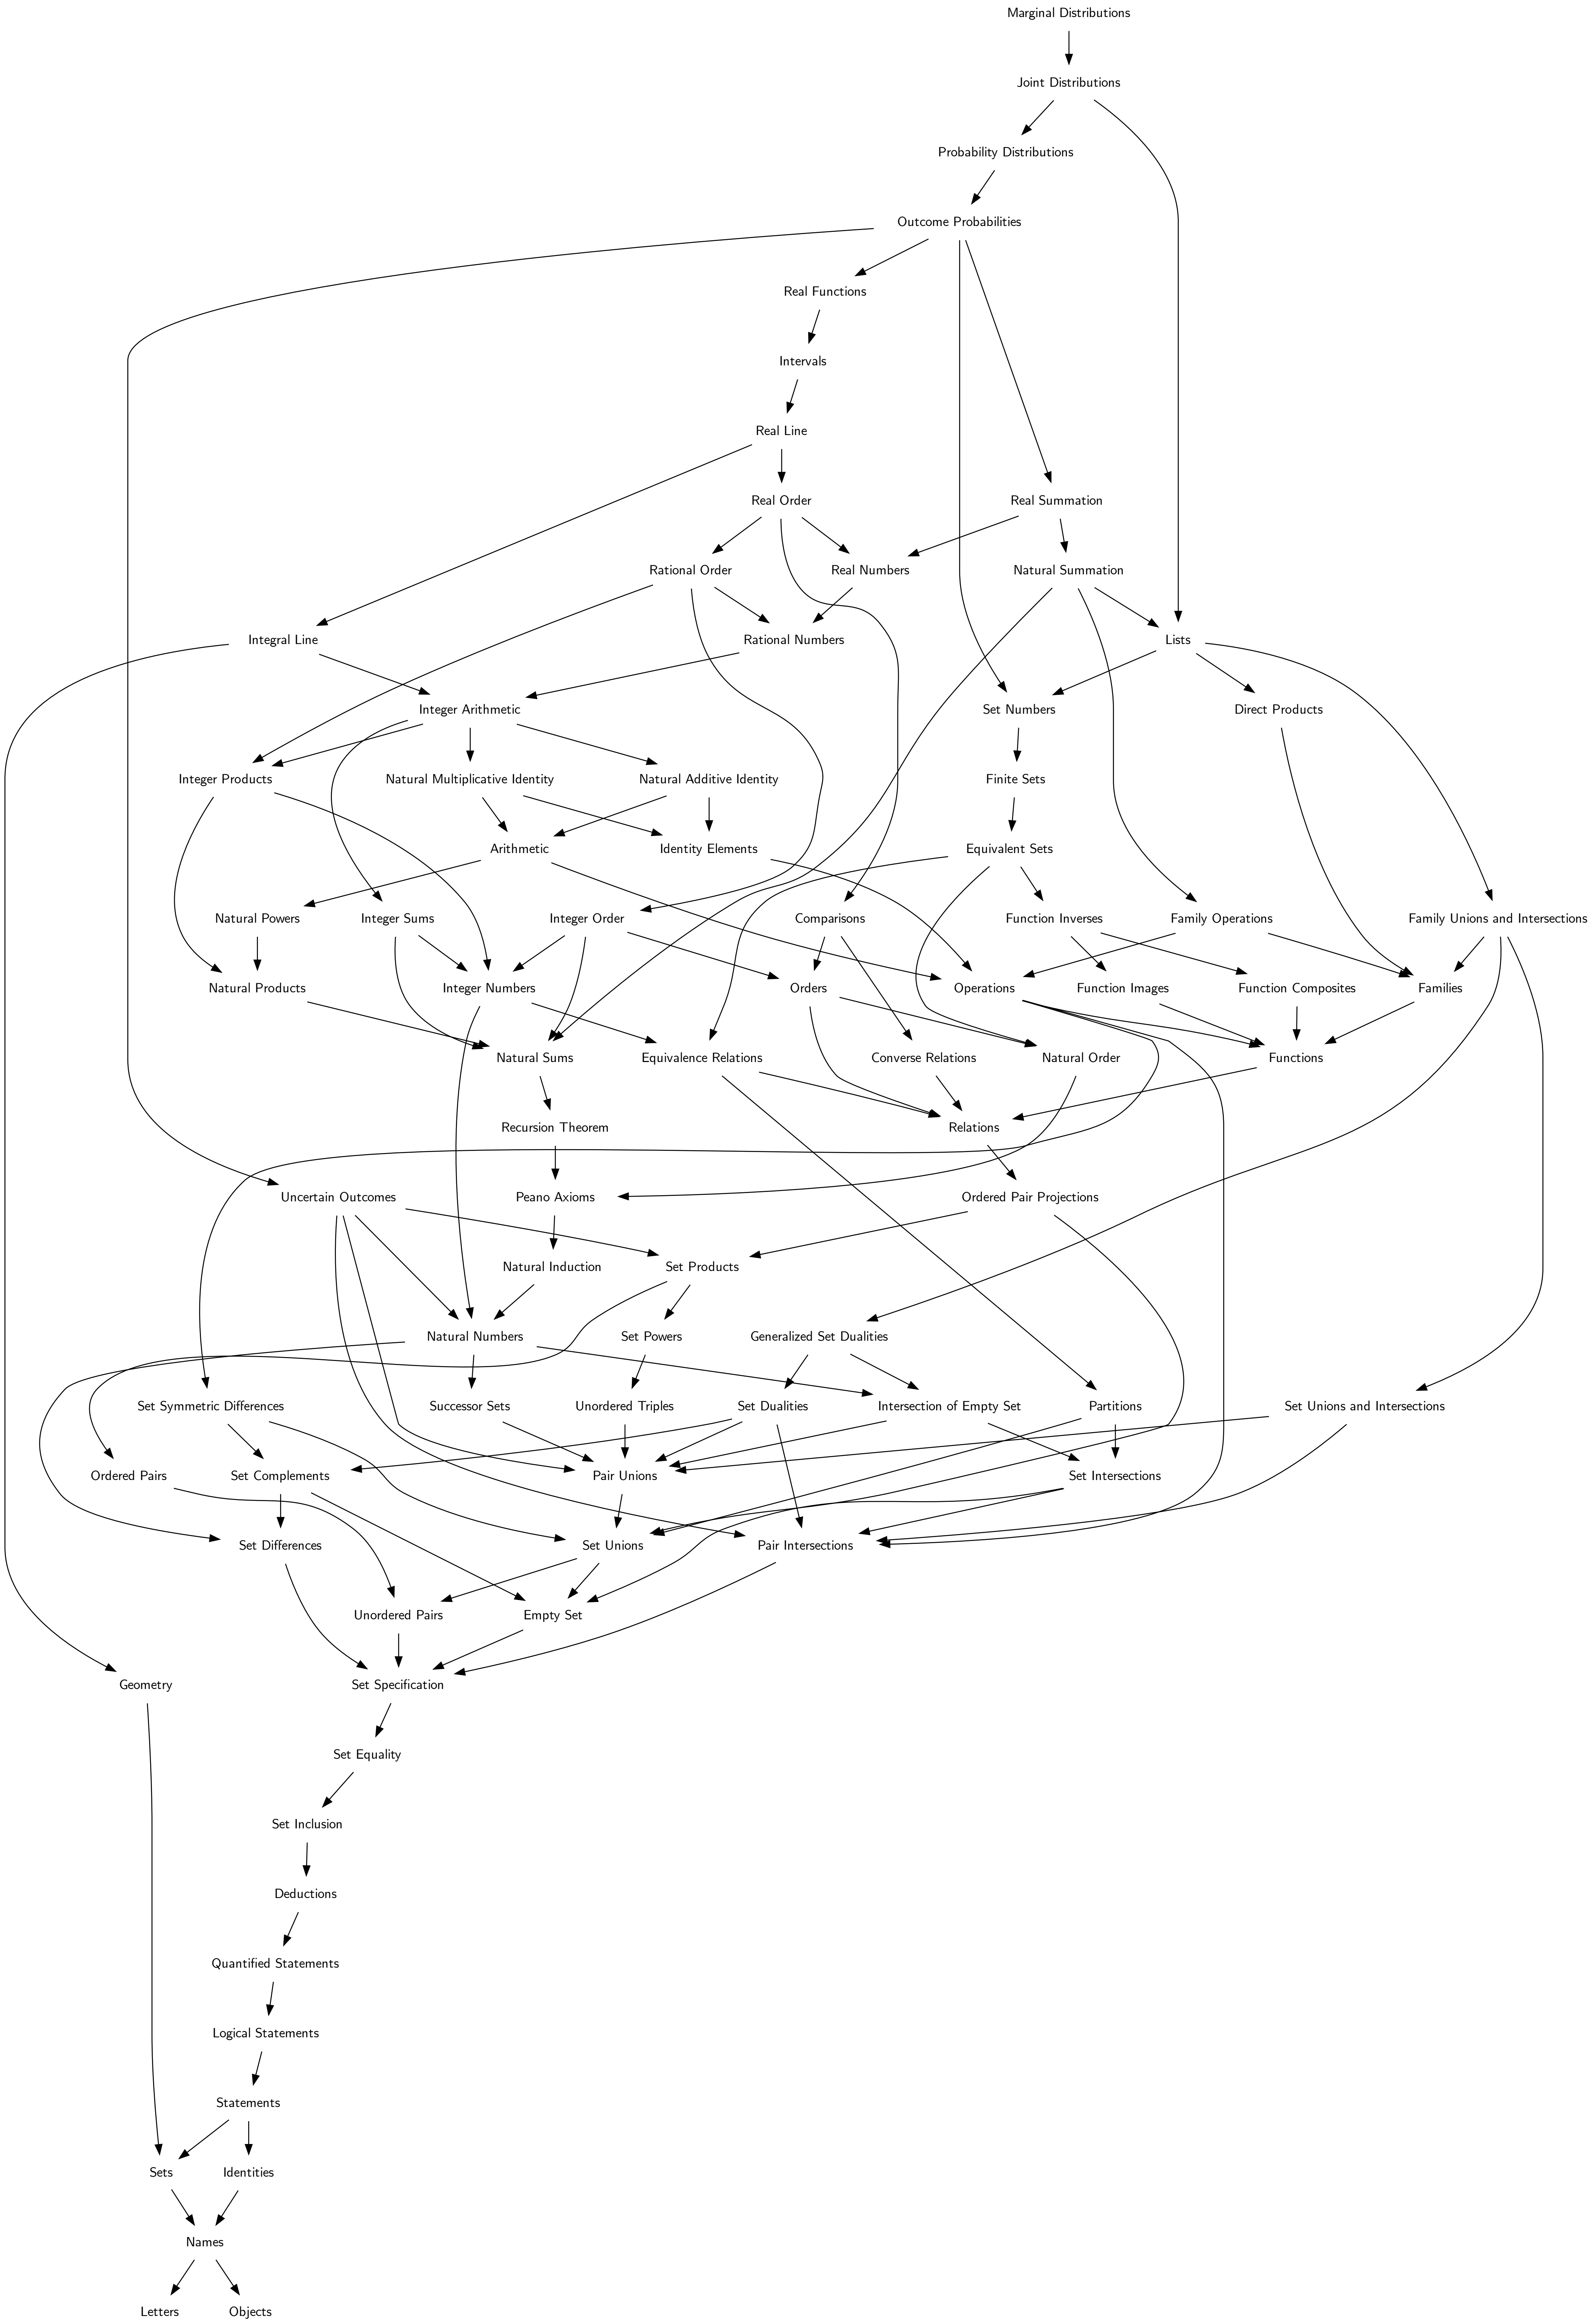 Marginal Distributions
Joint Distributions
Probability Distributions
Outcome Probabilities
Real Functions
Intervals
Real Line
Real Order
Real Summation
Rational Order
Real Numbers
Natural Summation
Integral Line
Rational Numbers
Lists
Integer Arithmetic
Set Numbers
Direct Products
Integer Products
Natural Multiplicative Identity
Natural Additive Identity
Finite Sets
Arithmetic
Identity Elements
Equivalent Sets
Natural Powers
Integer Sums
Integer Order
Comparisons
Function Inverses
Family Operations
Family Unions and Intersections
Natural Products
Integer Numbers
Orders
Operations
Function Images
Function Composites
Families
Natural Sums
Equivalence Relations
Converse Relations
Natural Order
Functions
Recursion Theorem
Relations
Uncertain Outcomes
Peano Axioms
Ordered Pair Projections
Natural Induction
Set Products
Natural Numbers
Set Powers
Generalized Set Dualities
Set Symmetric Differences
Successor Sets
Unordered Triples
Set Dualities
Intersection of Empty Set
Partitions
Set Unions and Intersections
Ordered Pairs
Set Complements
Pair Unions
Set Intersections
Set Differences
Set Unions
Pair Intersections
Unordered Pairs
Empty Set
Geometry
Set Specification
Set Equality
Set Inclusion
Deductions
Quantified Statements
Logical Statements
Statements
Sets
Identities
Names
Letters
Objects